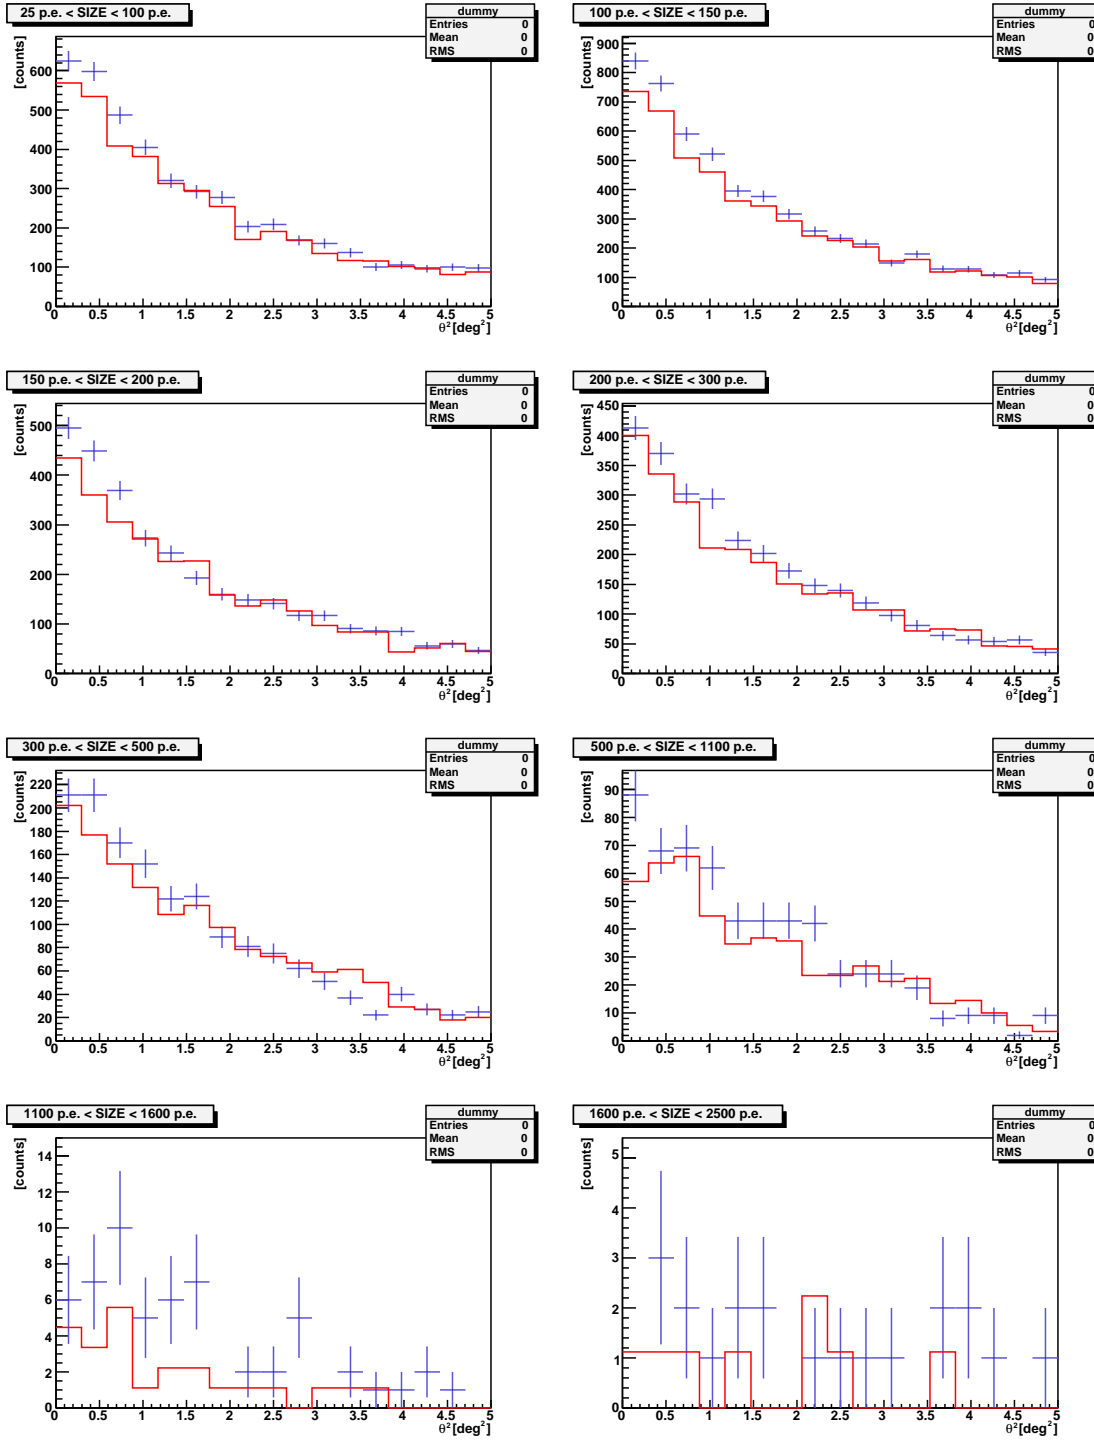 25 p.e. < SIZE < 100 p.e.
dummy
Entries 0
Mean 0
RMS 0
[counts]
600
500
400
300
200
100
0
0 0.5 1 1.5 2 2.5 3 3.5 4 4.5 5
θ²[deg²]
100 p.e. < SIZE < 150 p.e.
dummy
Entries 0
Mean 0
RMS 0
[counts]
900
800
700
600
500
400
300
200
100
0
0 0.5 1 1.5 2 2.5 3 3.5 4 4.5 5
θ²[deg²]
150 p.e. < SIZE < 200 p.e.
dummy
Entries 0
Mean 0
RMS 0
[counts]
500
400
300
200
100
0
0 0.5 1 1.5 2 2.5 3 3.5 4 4.5 5
θ²[deg²]
200 p.e. < SIZE < 300 p.e.
dummy
Entries 0
Mean 0
RMS 0
[counts]
450
400
350
300
250
200
150
100
50
0
0 0.5 1 1.5 2 2.5 3 3.5 4 4.5 5
θ²[deg²]
300 p.e. < SIZE < 500 p.e.
dummy
Entries 0
Mean 0
RMS 0
[counts]
220
200
180
160
140
120
100
80
60
40
20
0
0 0.5 1 1.5 2 2.5 3 3.5 4 4.5 5
θ²[deg²]
500 p.e. < SIZE < 1100 p.e.
dummy
Entries 0
Mean 0
RMS 0
[counts]
90
80
70
60
50
40
30
20
10
0
0 0.5 1 1.5 2 2.5 3 3.5 4 4.5 5
θ²[deg²]
1100 p.e. < SIZE < 1600 p.e.
dummy
Entries 0
Mean 0
RMS 0
[counts]
14
12
10
8
6
4
2
0
0 0.5 1 1.5 2 2.5 3 3.5 4 4.5 5
θ²[deg²]
1600 p.e. < SIZE < 2500 p.e.
dummy
Entries 0
Mean 0
RMS 0
[counts]
5
4
3
2
1
0
0 0.5 1 1.5 2 2.5 3 3.5 4 4.5 5
θ²[deg²]